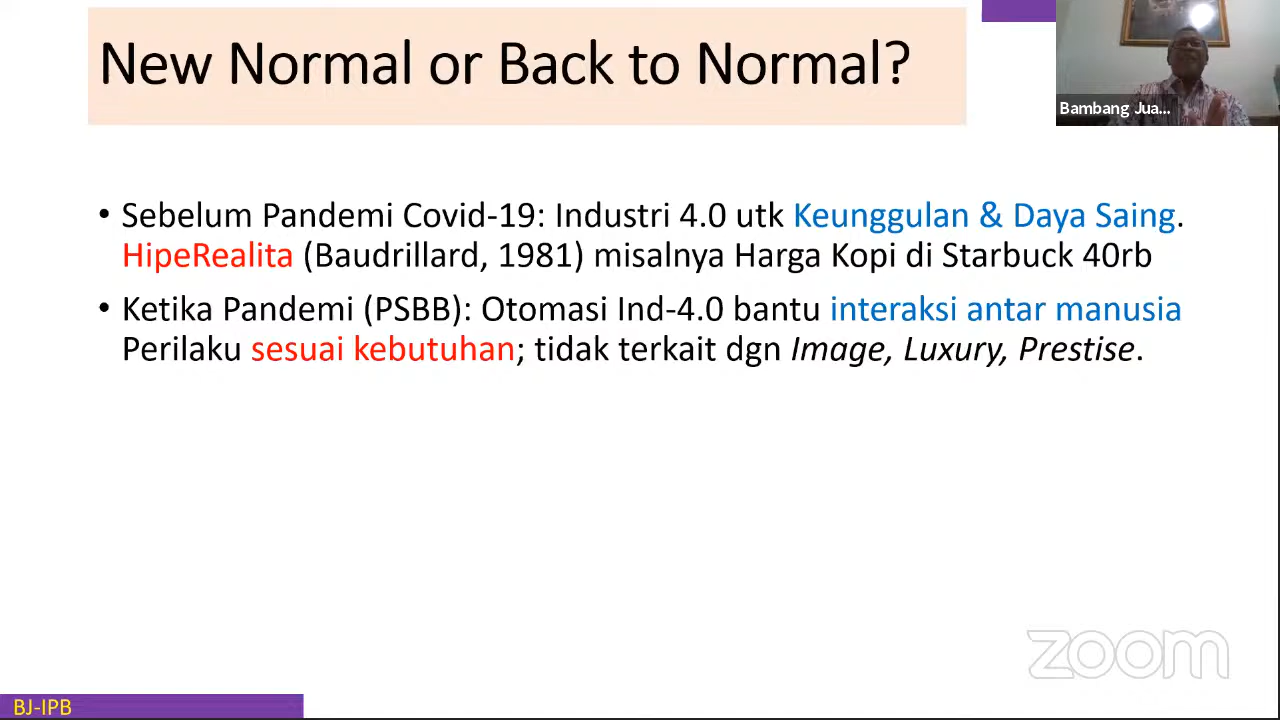 New Normal or Back to Normal?
Bambang Jua...
• Sebelum Pandemi Covid-19: Industri 4.0 utk Keunggulan & Daya Saing.
HipeRealita (Baudrillard, 1981) misalnya Harga Kopi di Starbuck 40rb
• Ketika Pandemi (PSBB): Otomasi Ind-4.0 bantu interaksi antar manusia
Perilaku sesuai kebutuhan; tidak terkait dgn Image, Luxury, Prestise.
zoom
BJ-IPB